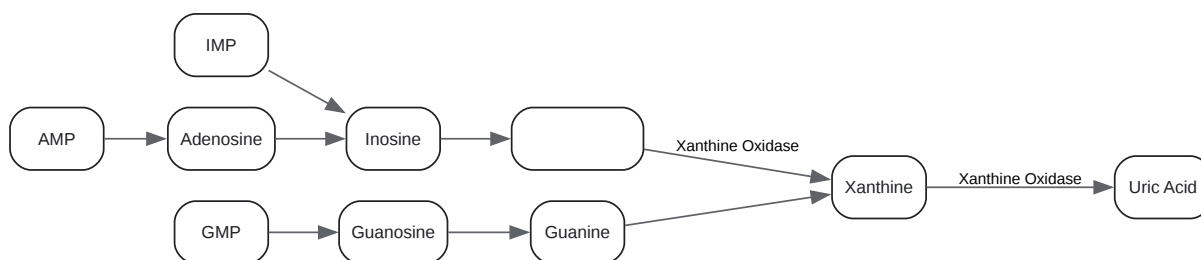 IMP
AMP
Adenosine
Inosine
Xanthine Oxidase
Xanthine
Xanthine Oxidase
Uric Acid
GMP
Guanosine
Guanine